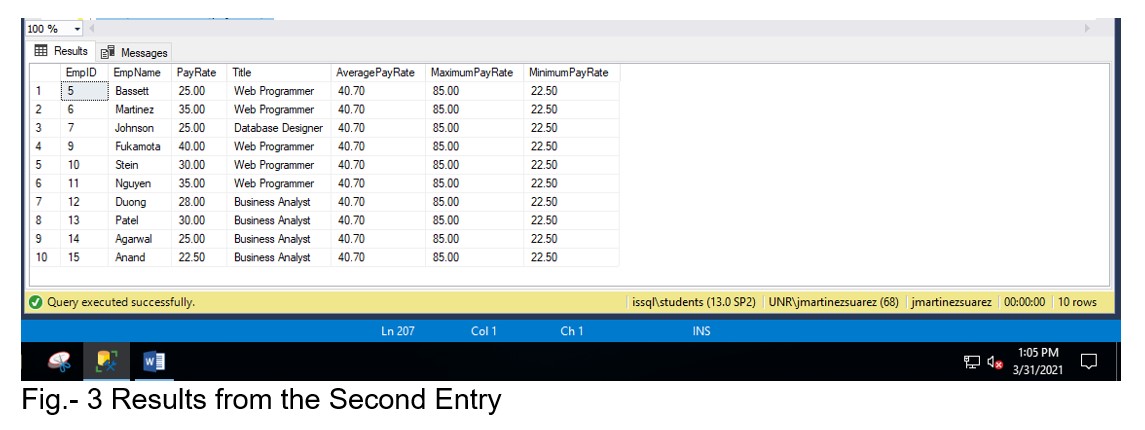 100 %
Results Messages
EmpID EmpName PayRate Title AveragePayRate MaximumPayRate MinimumPayRate
1 5 Bassett 25.00 Web Programmer 40.70 85.00 22.50
2 6 Martinez 35.00 Web Programmer 40.70 85.00 22.50
3 7 Johnson 25.00 Database Designer 40.70 85.00 22.50
4 9 Fukamota 40.00 Web Programmer 40.70 85.00 22.50
5 10 Stein 30.00 Web Programmer 40.70 85.00 22.50
6 11 Nguyen 35.00 Web Programmer 40.70 85.00 22.50
7 12 Duong 28.00 Business Analyst 40.70 85.00 22.50
8 13 Patel 30.00 Business Analyst 40.70 85.00 22.50
9 14 Agarwal 25.00 Business Analyst 40.70 85.00 22.50
10 15 Anand 22.50 Business Analyst 40.70 85.00 22.50
Query executed successfully. issql\students (13.0 SP2) UNR\jmartinezsuarez (68) jmartinezsuarez 00:00:00 10 rows
Ln 207 Col 1 Ch 1 INS
W 1:05 PM
3/31/2021
Fig.- 3 Results from the Second Entry